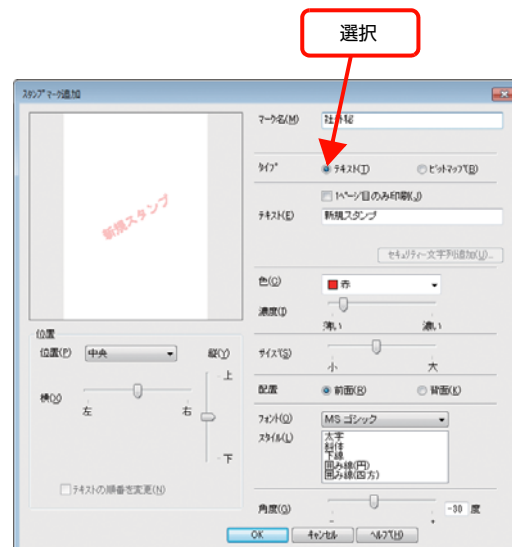 選択
スタンプマーク追加
マーク名(M)
社外秘
タイプ
テキスト(T)
ビットマップ(B)
1ページ目のみ印刷(J)
テキスト(E)
新規スタンプ
セキュリティー文字列追加(U)...
新規スタンプ
色(C)
赤
濃度(I)
薄い
濃い
位置
位置(P)
中央
縦(Y)
上
横(X)
左
右
下
テキストの順番を変更(N)
サイズ(S)
小
大
配置
前面(R)
背面(K)
フォント(O)
MS ゴシック
スタイル(L)
太字
斜体
下線
囲み線(円)
囲み線(四方)
角度(G)
-
+
-30 度
OK
キャンセル
ヘルプ(H)